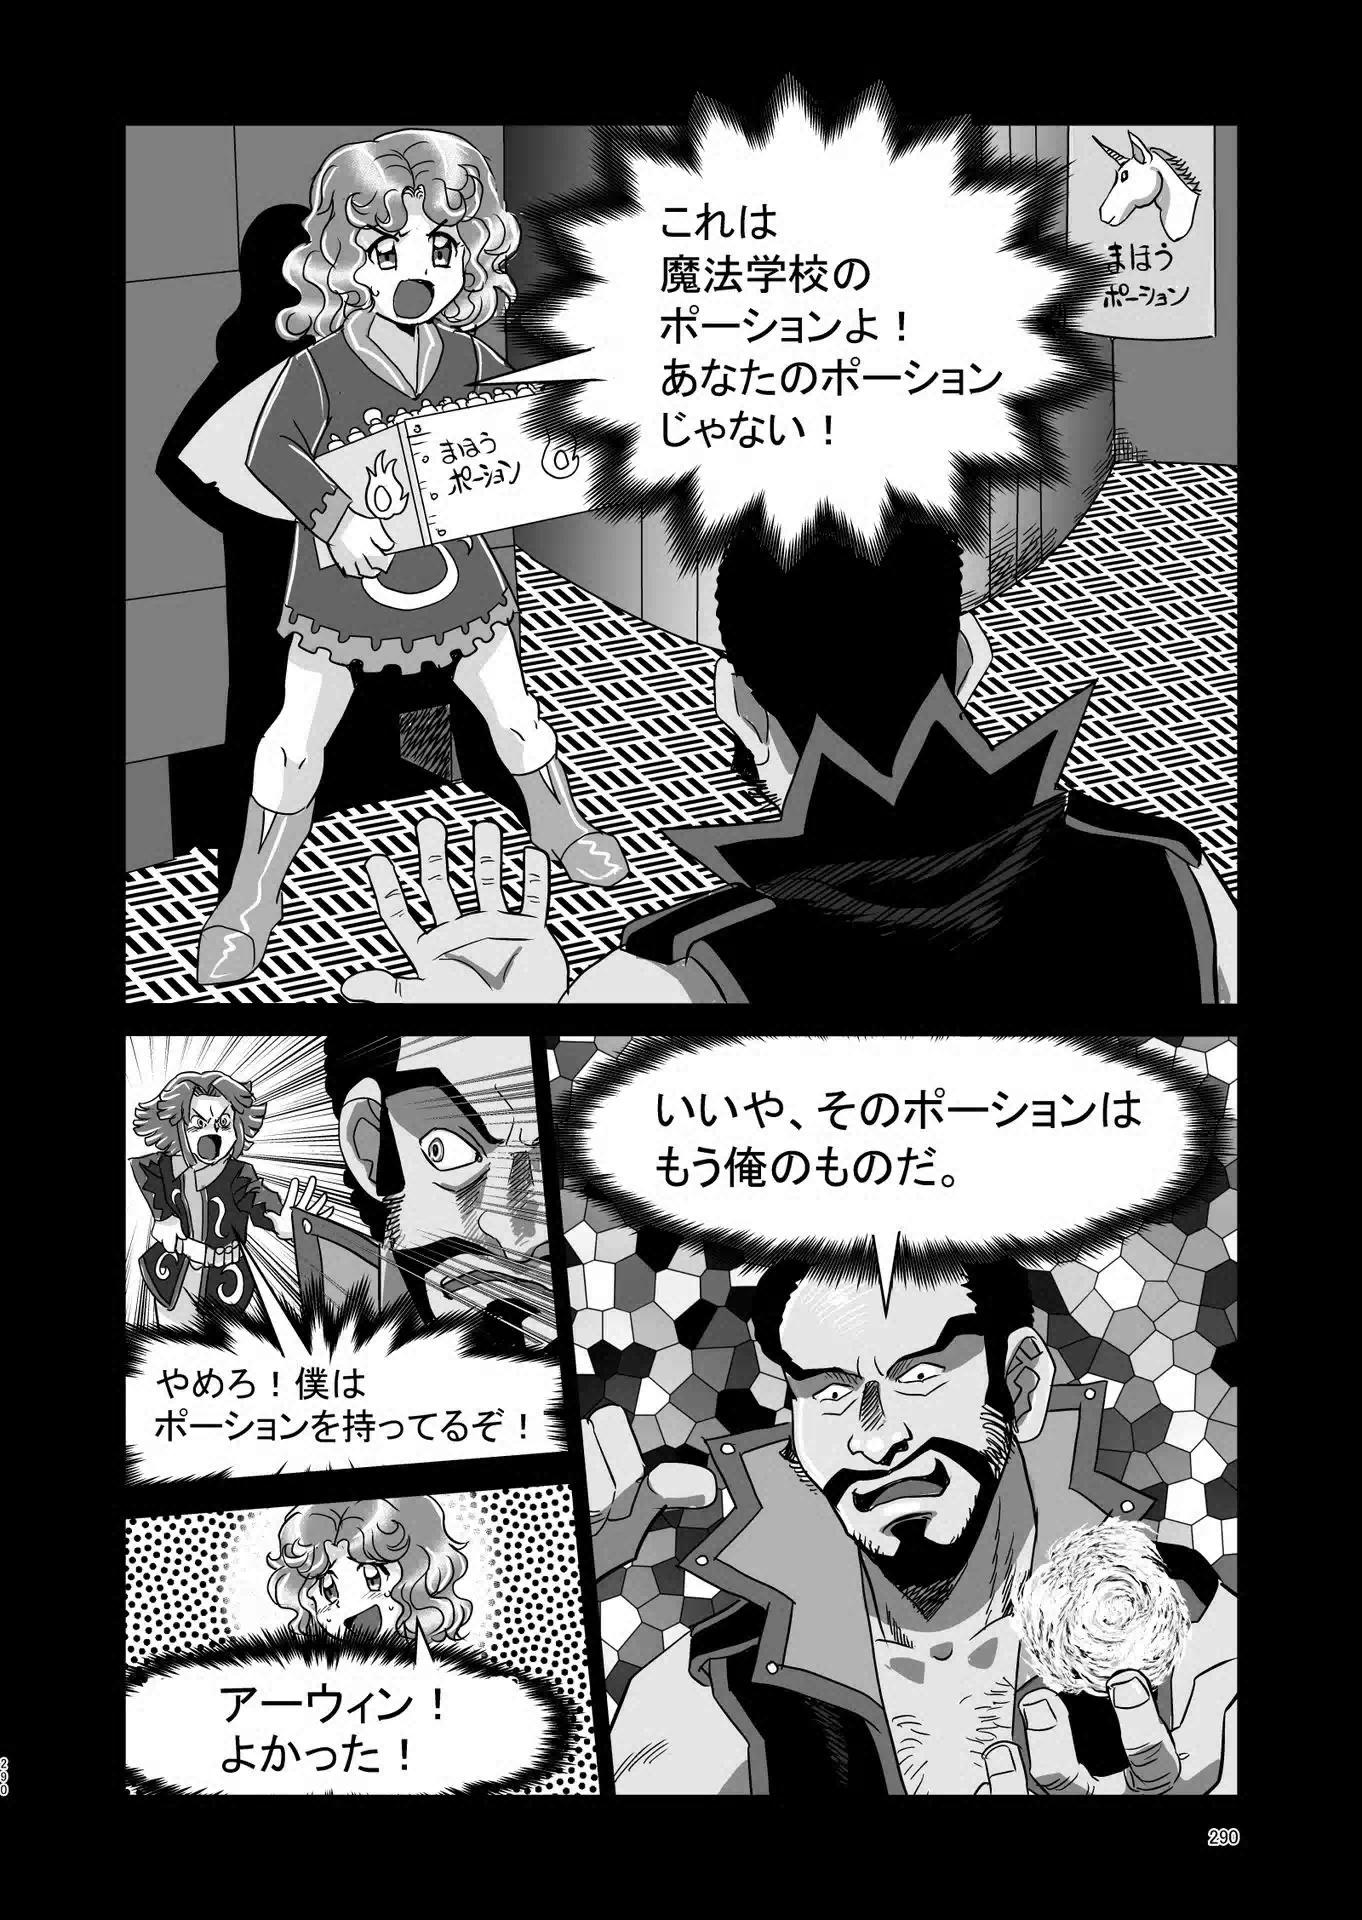 これは
魔法学校の
ポーションよ！
あなたのポーション
じゃない！
まほう
ポーション
まほう
ポーション
いいや、そのポーションは
もう俺のものだ。
やめろ！僕は
ポーションを持ってるぞ！
アーウィン！
よかった！
290
290